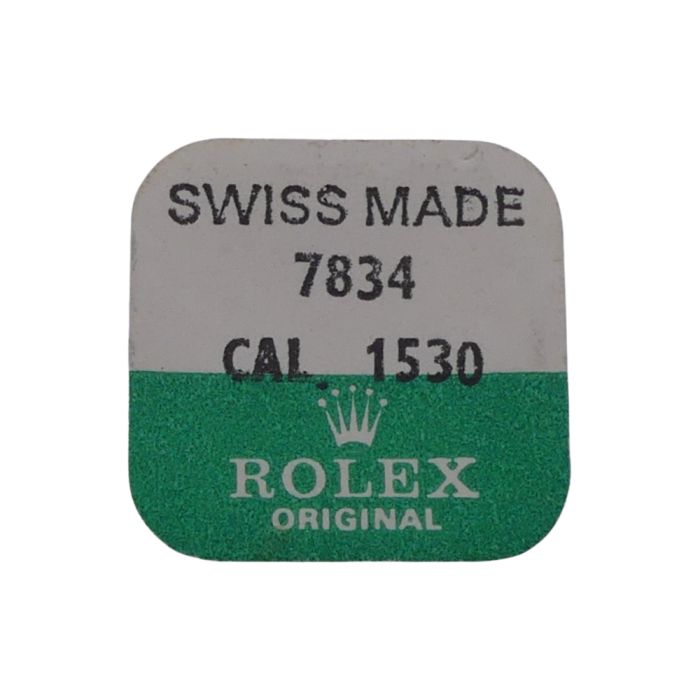 SWISS MADE
7834
CAL. 1530
ROLEX
ORIGINAL